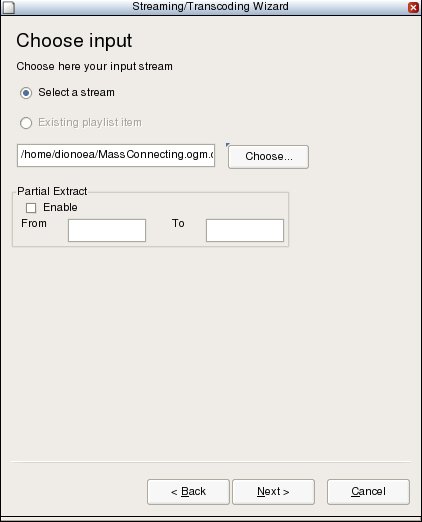 Streaming/Transcoding Wizard
Choose input
Choose here your input stream
Select a stream
Existing playlist item
/home/dionoea/MassConnecting.ogm.
Choose...
Partial Extract
Enable
From To
< Back Next > Cancel